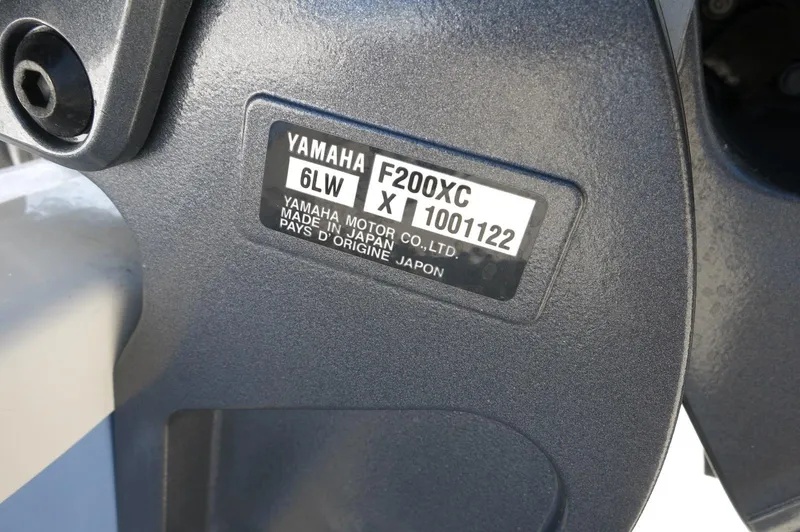 YAMAHA F200XC
6LW X 1001122
YAMAHA MOTOR CO.,LTD.
MADE IN JAPAN
PAYS D'ORIGINE JAPON